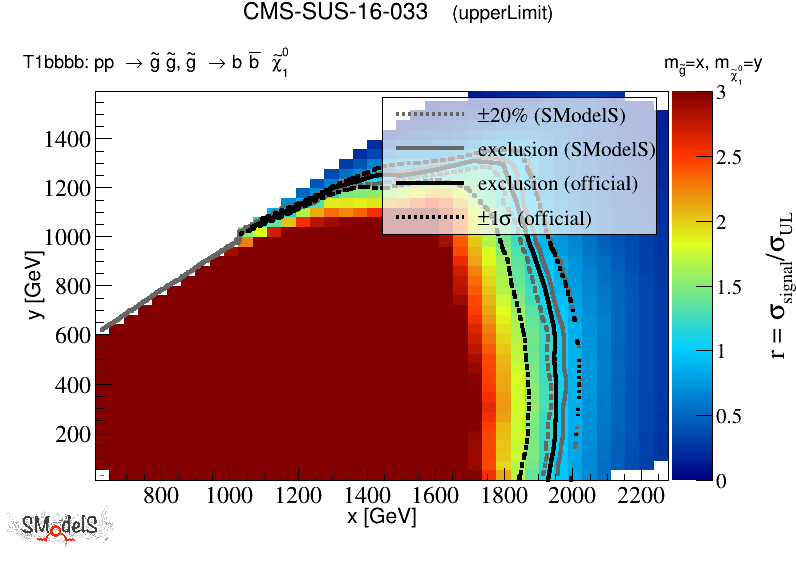 CMS-SUS-16-033 (upperLimit)
T1bbbb: pp → g̃ g̃, g̃ → b b̅ χ̃₁⁰
m_g̃=x, m_χ̃₁⁰=y
±20% (SModelS)
exclusion (SModelS)
exclusion (official)
±1σ (official)
1400
1200
1000
800
600
400
200
y [GeV]
800 1000 1200 1400 1600 1800 2000 2200
x [GeV]
3
2.5
2
1.5
1
0.5
0
r = σ_signal/σ_UL
SModelS